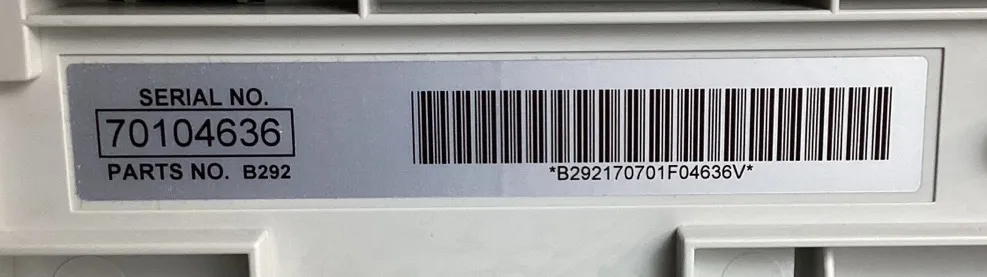 SERIAL NO.
70104636
PARTS NO. B292
*B292170701F04636V*